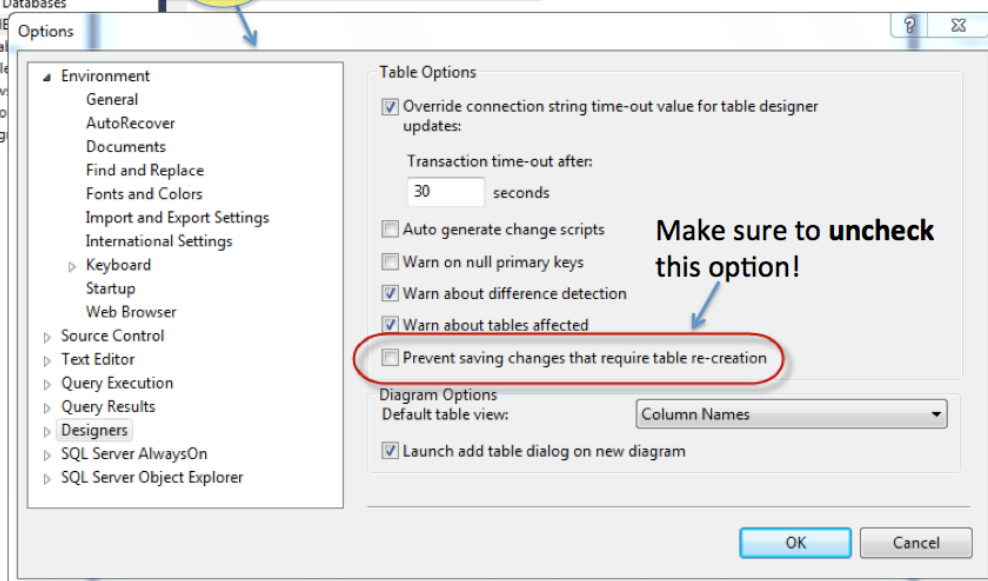 Databases
Options
Environment
General
AutoRecover
Documents
Find and Replace
Fonts and Colors
Import and Export Settings
International Settings
Keyboard
Startup
Web Browser
Source Control
Text Editor
Query Execution
Query Results
Designers
SQL Server AlwaysOn
SQL Server Object Explorer
Table Options
Override connection string time-out value for table designer
updates:
Transaction time-out after:
30 seconds
Auto generate change scripts
Warn on null primary keys
Warn about difference detection
Warn about tables affected
Prevent saving changes that require table re-creation
Make sure to uncheck
this option!
Diagram Options
Default table view: Column Names
Launch add table dialog on new diagram
OK Cancel